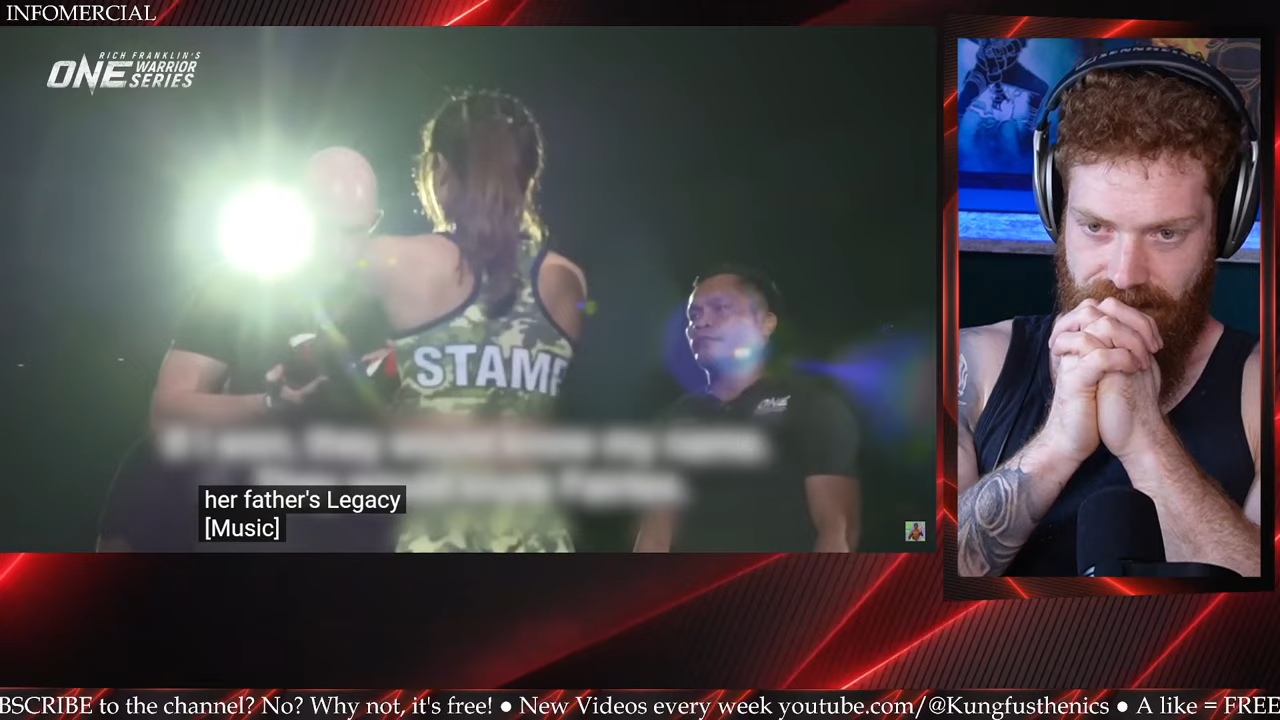 INFOMERCIAL
RICH FRANKLIN'S
ONE WARRIOR
SERIES
STAMP
ONE
her father's Legacy
[Music]
BSCRIBE to the channel? No? Why not, it's free! ● New Videos every week youtube.com/@Kungfusthenics ● A like = FREE